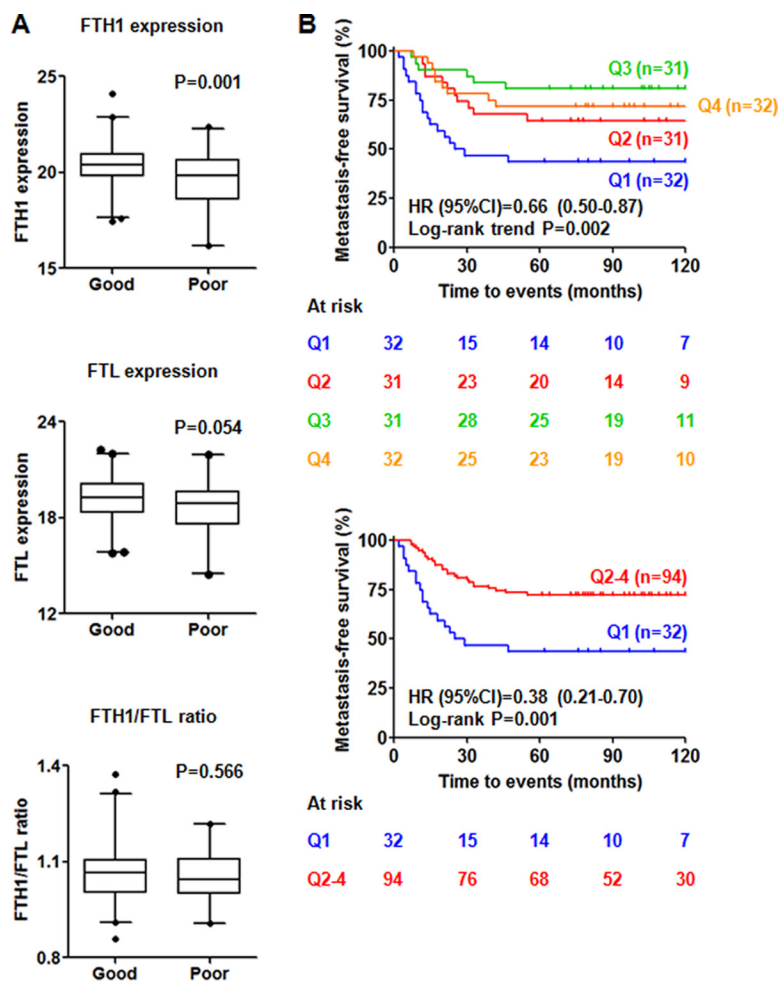 A
FTH1 expression
P=0.001
25
20
15
FTH1 expression
Good Poor
FTL expression
P=0.054
24
18
12
FTL expression
Good Poor
FTH1/FTL ratio
P=0.566
1.4
1.1
0.8
FTH1/FTL ratio
Good Poor
B
Metastasis-free survival (%)
100
75
50
25
0
Q3 (n=31)
Q4 (n=32)
Q2 (n=31)
Q1 (n=32)
HR (95%CI)=0.66 (0.50-0.87)
Log-rank trend P=0.002
0 30 60 90 120
Time to events (months)
At risk
Q1 32 15 14 10 7
Q2 31 23 20 14 9
Q3 31 28 25 19 11
Q4 32 25 23 19 10
Metastasis-free survival (%)
100
75
50
25
0
Q2-4 (n=94)
Q1 (n=32)
HR (95%CI)=0.38 (0.21-0.70)
Log-rank P=0.001
0 30 60 90 120
Time to events (months)
At risk
Q1 32 15 14 10 7
Q2-4 94 76 68 52 30